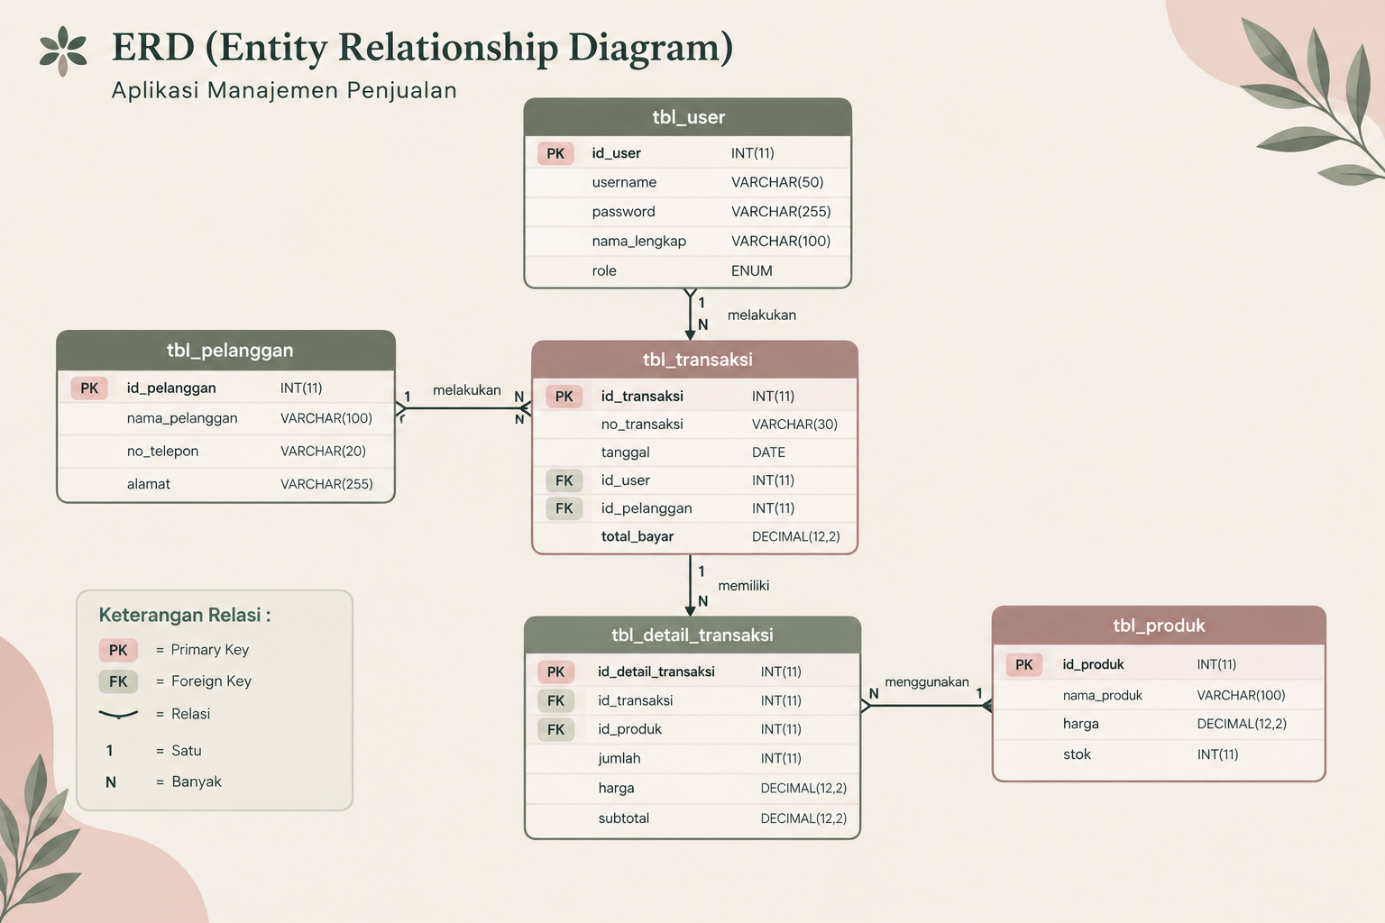 ERD (Entity Relationship Diagram)
Aplikasi Manajemen Penjualan
tbl_user
PK id_user INT(11)
username VARCHAR(50)
password VARCHAR(255)
nama_lengkap VARCHAR(100)
role ENUM
1
N melakukan
tbl_pelanggan
PK id_pelanggan INT(11)
nama_pelanggan VARCHAR(100)
no_telepon VARCHAR(20)
alamat VARCHAR(255)
1 melakukan N
N
tbl_transaksi
PK id_transaksi INT(11)
no_transaksi VARCHAR(30)
tanggal DATE
FK id_user INT(11)
FK id_pelanggan INT(11)
total_bayar DECIMAL(12,2)
1
memiliki
N
Keterangan Relasi :
PK = Primary Key
FK = Foreign Key
= Relasi
1 = Satu
N = Banyak
tbl_detail_transaksi
PK id_detail_transaksi INT(11)
FK id_transaksi INT(11)
FK id_produk INT(11)
jumlah INT(11)
harga DECIMAL(12,2)
subtotal DECIMAL(12,2)
N menggunakan 1
tbl_produk
PK id_produk INT(11)
nama_produk VARCHAR(100)
harga DECIMAL(12,2)
stok INT(11)